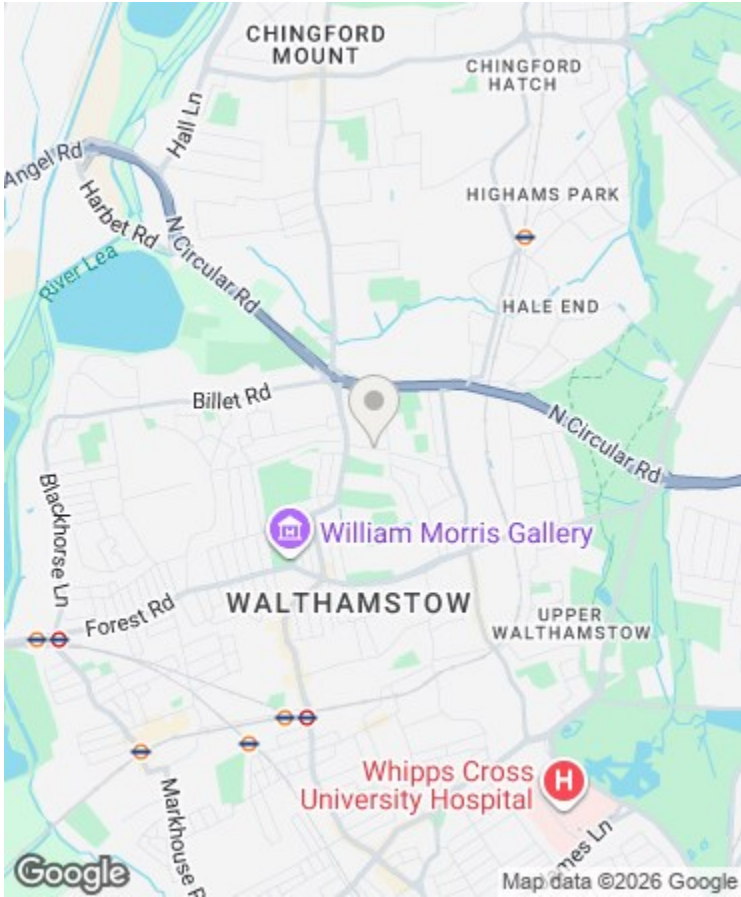 CHINGFORD
MOUNT
CHINGFORD
HATCH
Hall Ln
Angel Rd
Harbet Rd
HIGHAMS PARK
N Circular Rd
River Lea
HALE END
Billet Rd
N Circular Rd
Blackhorse Ln
William Morris Gallery
Forest Rd
WALTHAMSTOW
UPPER
WALTHAMSTOW
Whipps Cross
University Hospital
H
Markhouse R
ames Ln
Google
Map data ©2026 Google